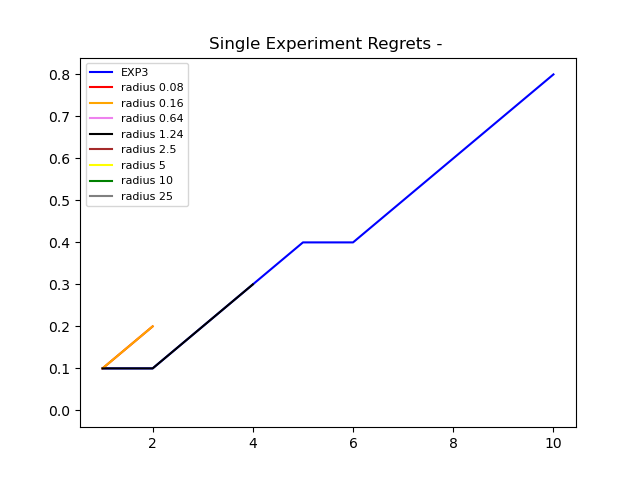 Single Experiment Regrets -
EXP3
radius 0.08
radius 0.16
radius 0.64
radius 1.24
radius 2.5
radius 5
radius 10
radius 25
0.8
0.7
0.6
0.5
0.4
0.3
0.2
0.1
0.0
2 4 6 8 10